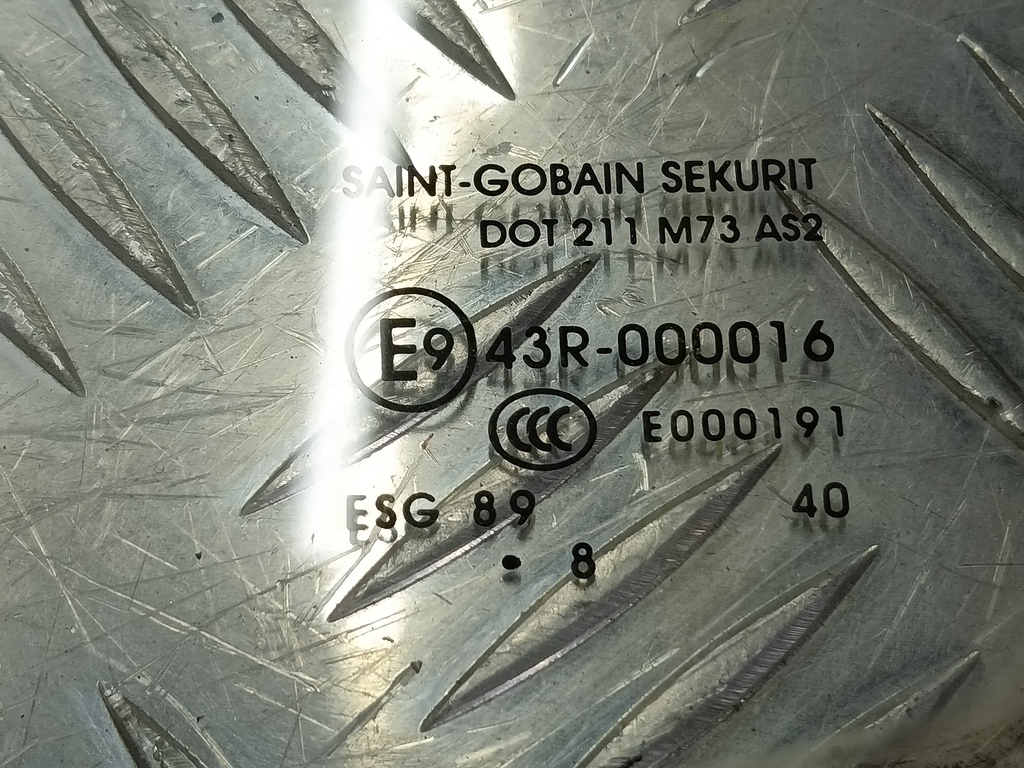 SAINT-GOBAIN SEKURIT
DOT 211 M73 AS2
E9 43R-000016
CCC E000191
ESG 89 40
. 8